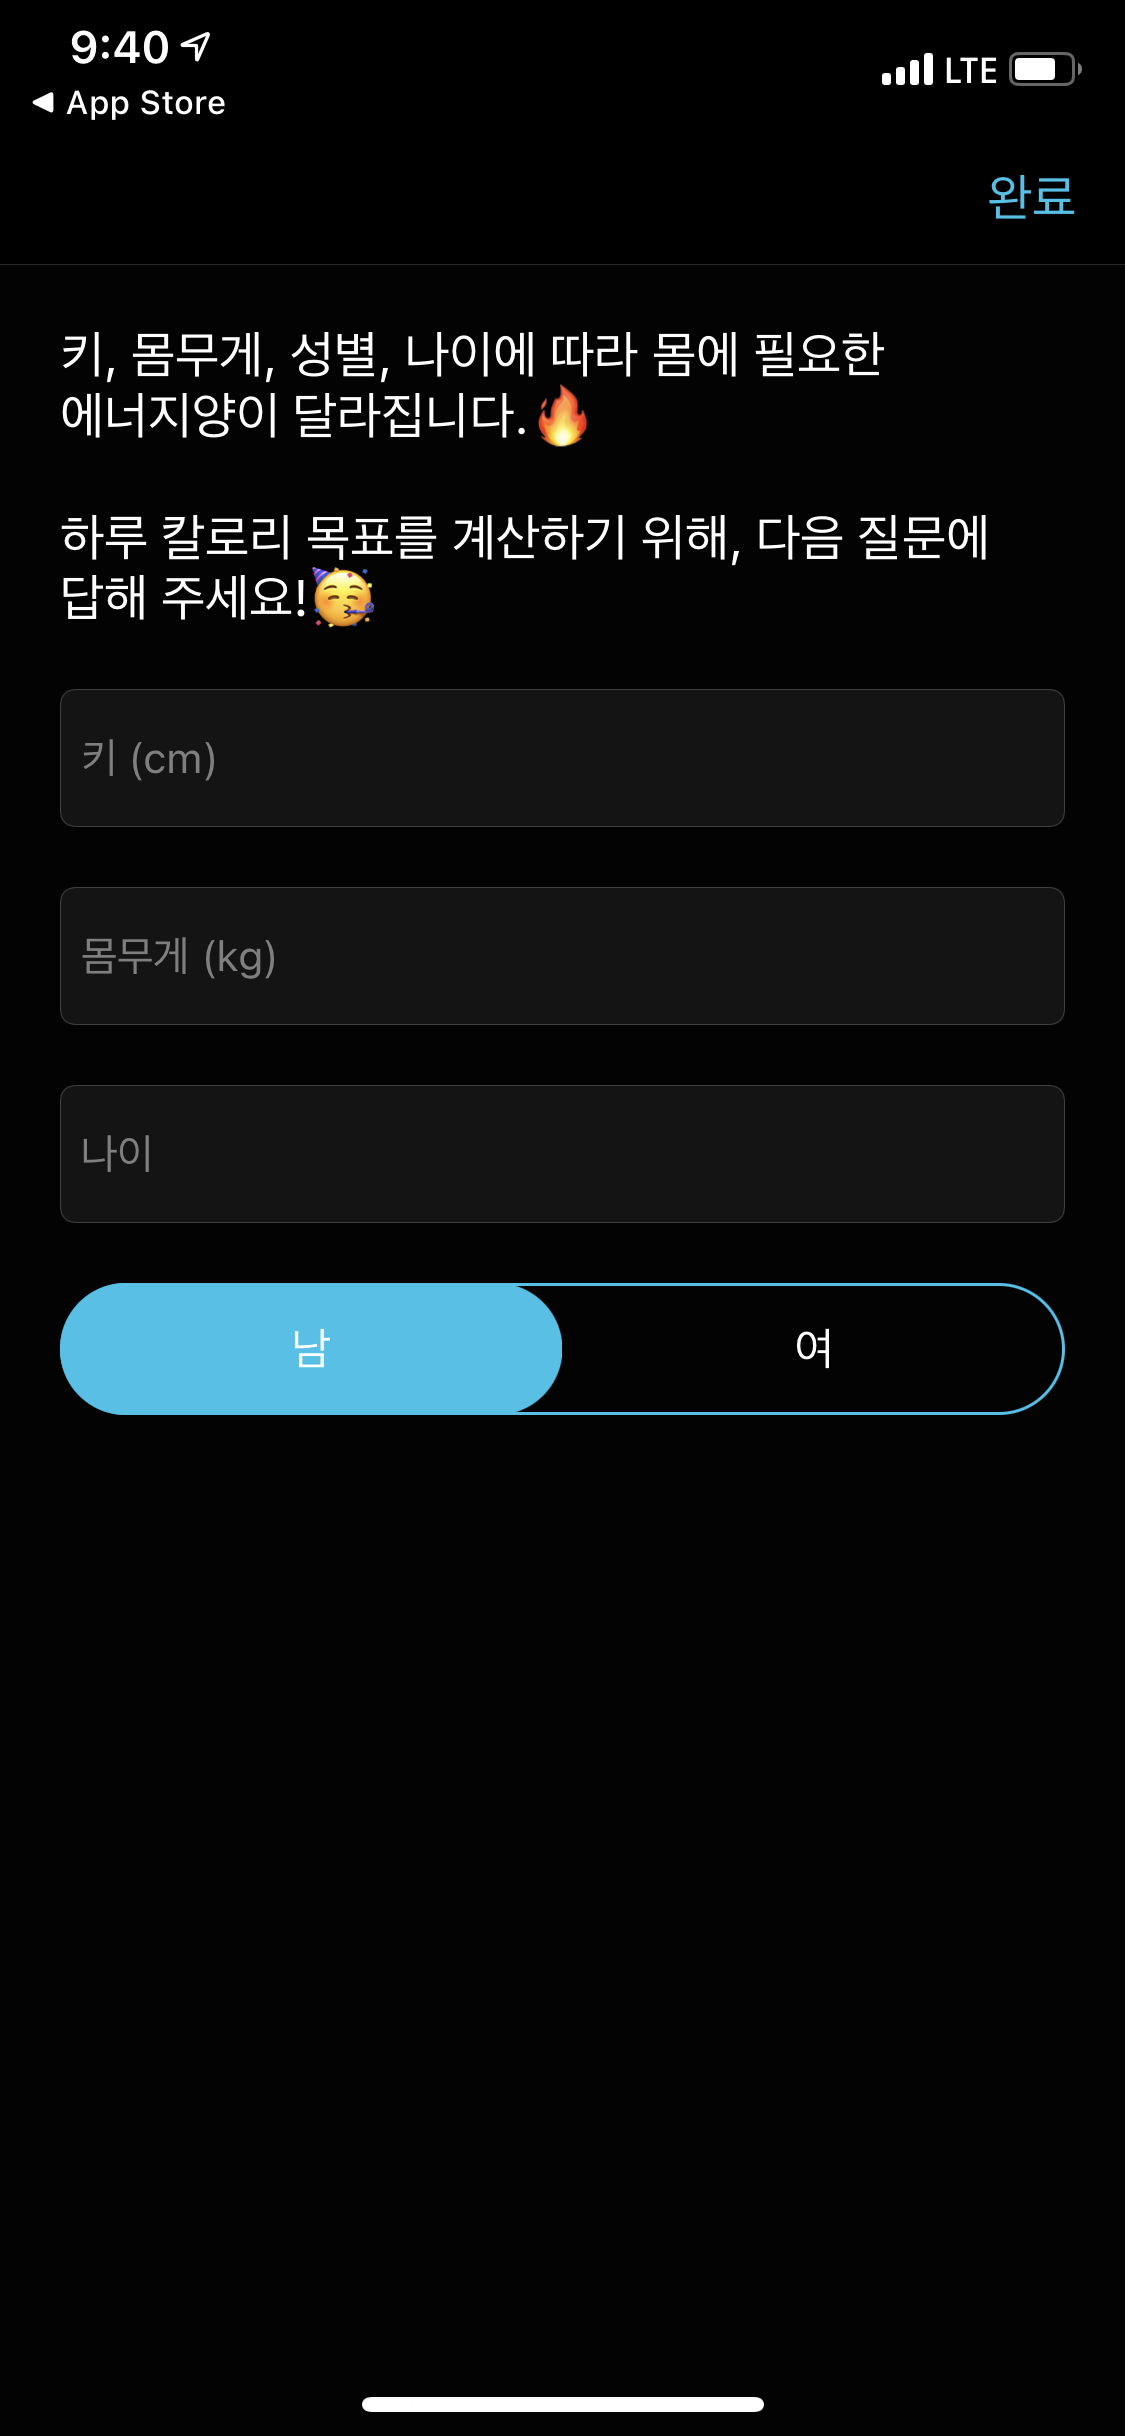 9:40
LTE
◀ App Store
완료
키, 몸무게, 성별, 나이에 따라 몸에 필요한
에너지양이 달라집니다.🔥
하루 칼로리 목표를 계산하기 위해, 다음 질문에
답해 주세요!🥳
키 (cm)
몸무게 (kg)
나이
남
여